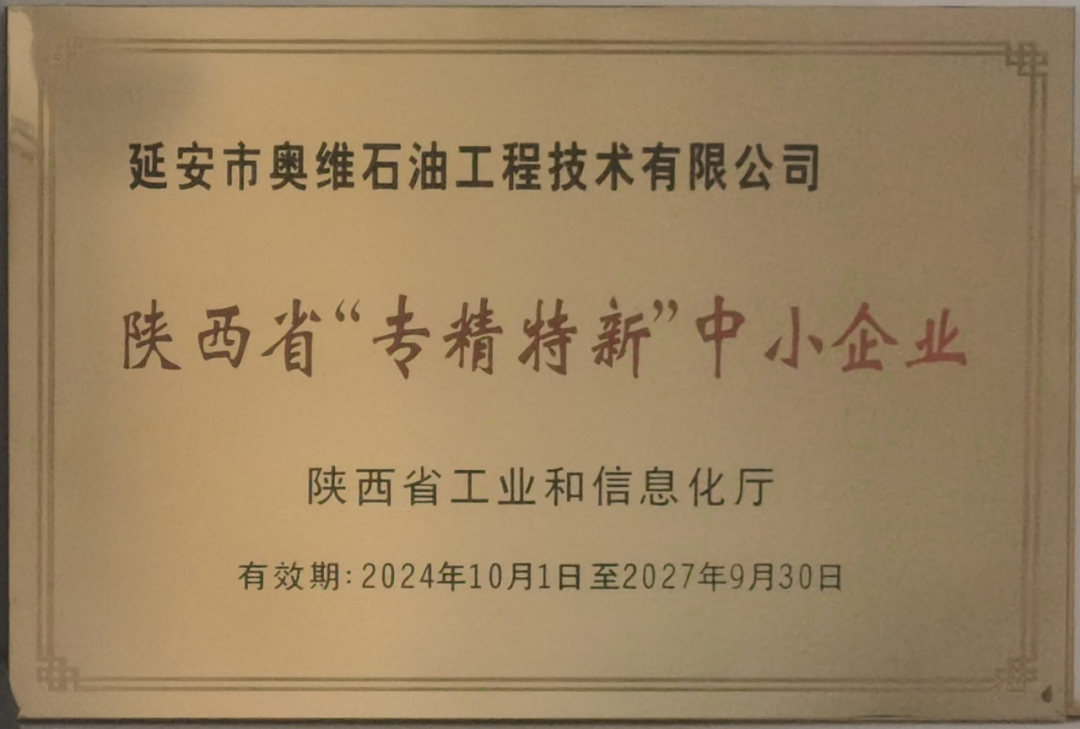 延安市奥维石油工程技术有限公司
陕西省“专精特新”中小企业
陕西省工业和信息化厅
有效期:2024年10月1日至2027年9月30日